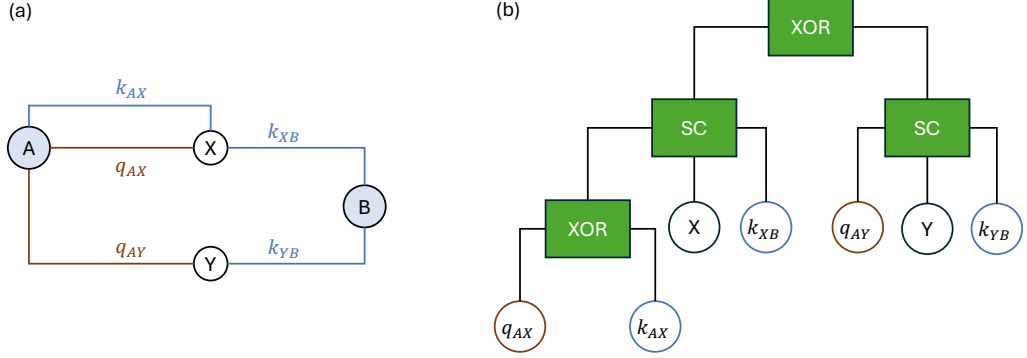 (a)
k_AX
A
X
k_XB
q_AX
B
q_AY
Y
k_YB
(b)
XOR
SC
SC
XOR
X
k_XB
q_AY
Y
k_YB
q_AX
k_AX